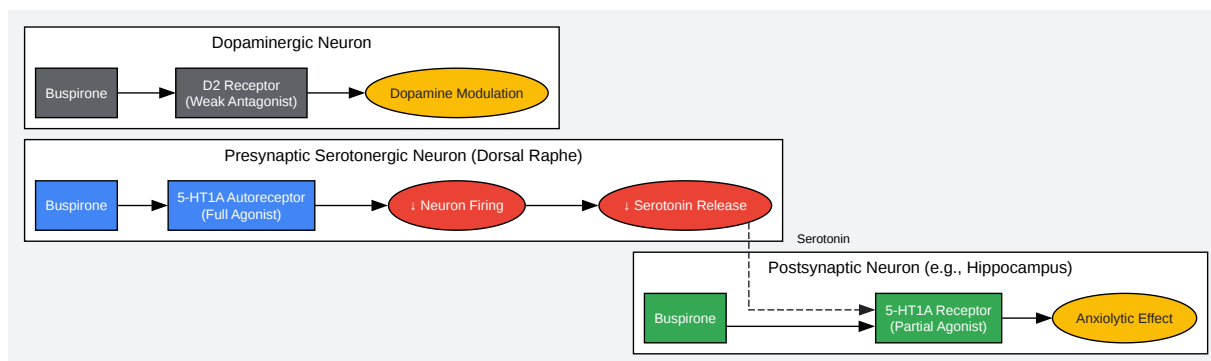 Dopaminergic Neuron
Buspirone
D2 Receptor
(Weak Antagonist)
Dopamine Modulation
Presynaptic Serotonergic Neuron (Dorsal Raphe)
Buspirone
5-HT1A Autoreceptor
(Full Agonist)
↓ Neuron Firing
↓ Serotonin Release
Serotonin
Postsynaptic Neuron (e.g., Hippocampus)
Buspirone
5-HT1A Receptor
(Partial Agonist)
Anxiolytic Effect